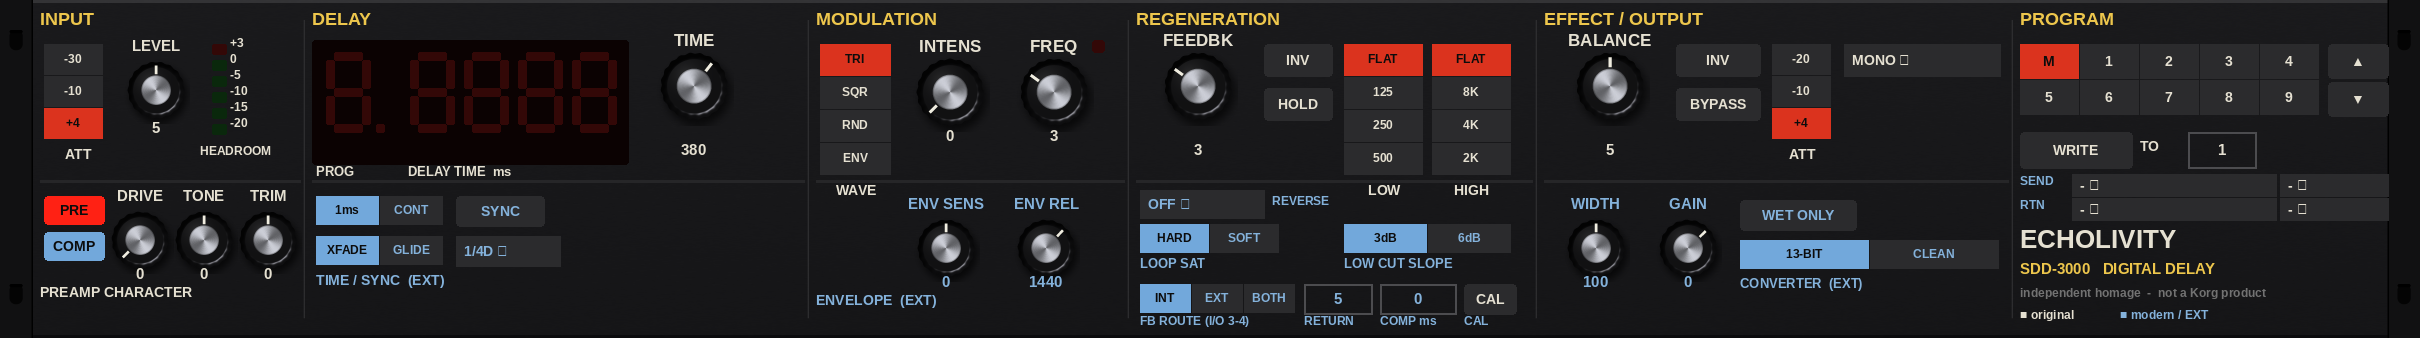 INPUT
LEVEL
-30
-10
+4
ATT
5
+3
0
-5
-10
-15
-20
HEADROOM
PRE
COMP
DRIVE
TONE
TRIM
0
0
0
PREAMP CHARACTER
DELAY
8.8888
PROG
DELAY TIME ms
TIME
380
1ms
CONT
SYNC
XFADE
GLIDE
1/4D
TIME / SYNC (EXT)
MODULATION
TRI
SQR
RND
ENV
WAVE
INTENS
0
FREQ
3
ENV SENS
0
ENV REL
1440
ENVELOPE (EXT)
REGENERATION
FEEDBK
3
INV
HOLD
FLAT
125
250
500
LOW
FLAT
8K
4K
2K
HIGH
OFF
REVERSE
HARD
SOFT
LOOP SAT
3dB
6dB
LOW CUT SLOPE
INT
EXT
BOTH
FB ROUTE (I/O 3-4)
5
RETURN
0
COMP ms
CAL
CAL
EFFECT / OUTPUT
BALANCE
5
INV
BYPASS
-20
-10
+4
ATT
MONO
WIDTH
100
GAIN
0
WET ONLY
13-BIT
CLEAN
CONVERTER (EXT)
PROGRAM
M 1 2 3 4 ▲
5 6 7 8 9 ▼
WRITE TO 1
SEND - -
RTN - -
ECHOLIVITY
SDD-3000 DIGITAL DELAY
independent homage - not a Korg product
■ original ■ modern / EXT